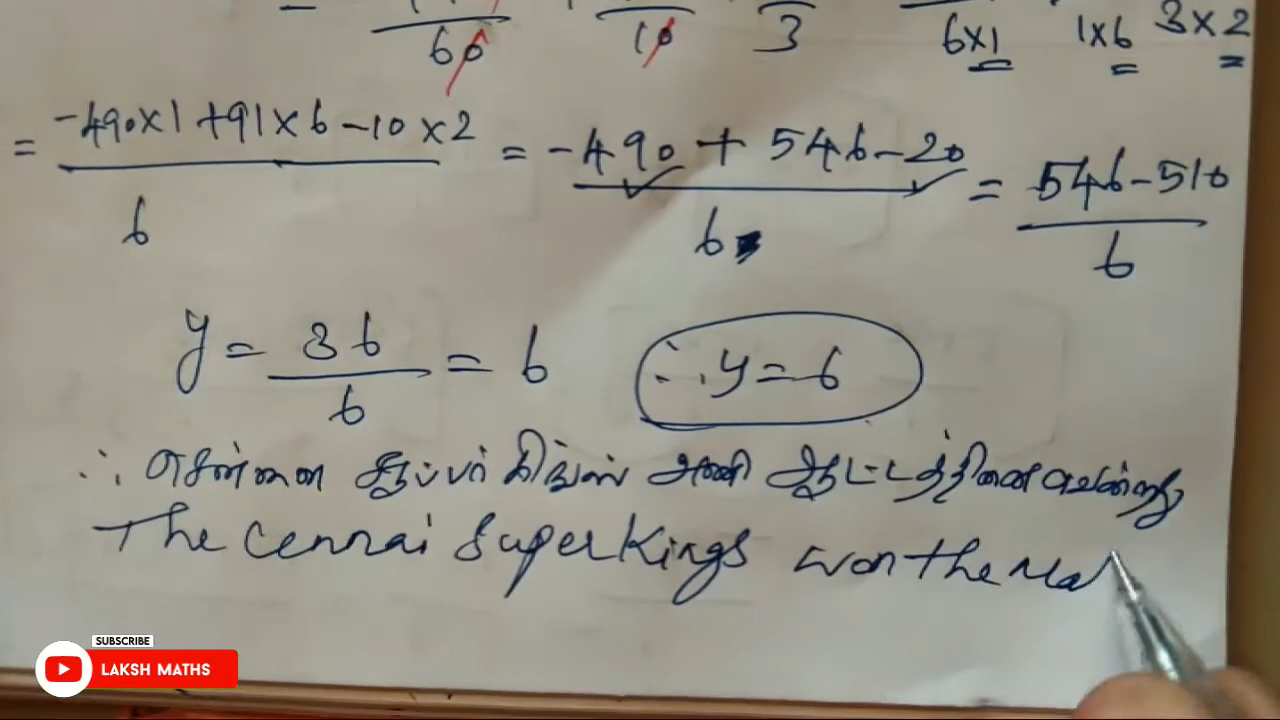 60 10 3 6x1 1x6 3x2
= -490x1 +91x6 -10x2 = -490 + 546-20 = 546-510
6 6 6
y = 36 = 6 ∴ y = 6
6
∴ சென்னை சூப்பர் கிங்ஸ் அணி ஆட்டத்தினை வென்றது
The Cennai Super Kings won the Ma
SUBSCRIBE
LAKSH MATHS